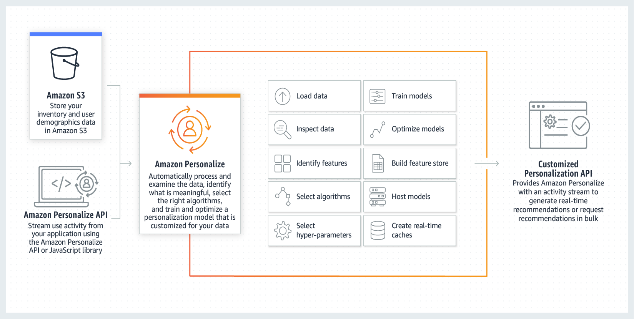 Amazon S3
Store your
inventory and user
demographics data
in Amazon S3
</>
Amazon Personalize API
Stream use activity from
your application using
the Amazon Personalize
API or JavaScript library
Amazon Personalize
Automatically process and
examine the data, identify
what is meaningful, select
the right algorithms,
and train and optimize a
personalization model that is
customized for your data
Load data
Train models
Inspect data
Optimize models
Identify features
Build feature store
Select algorithms
Host models
Select
hyper-parameters
Create real-time
caches
Customized
Personalization API
Provides Amazon Personalize
with an activity stream to
generate real-time
recommendations or request
recommendations in bulk